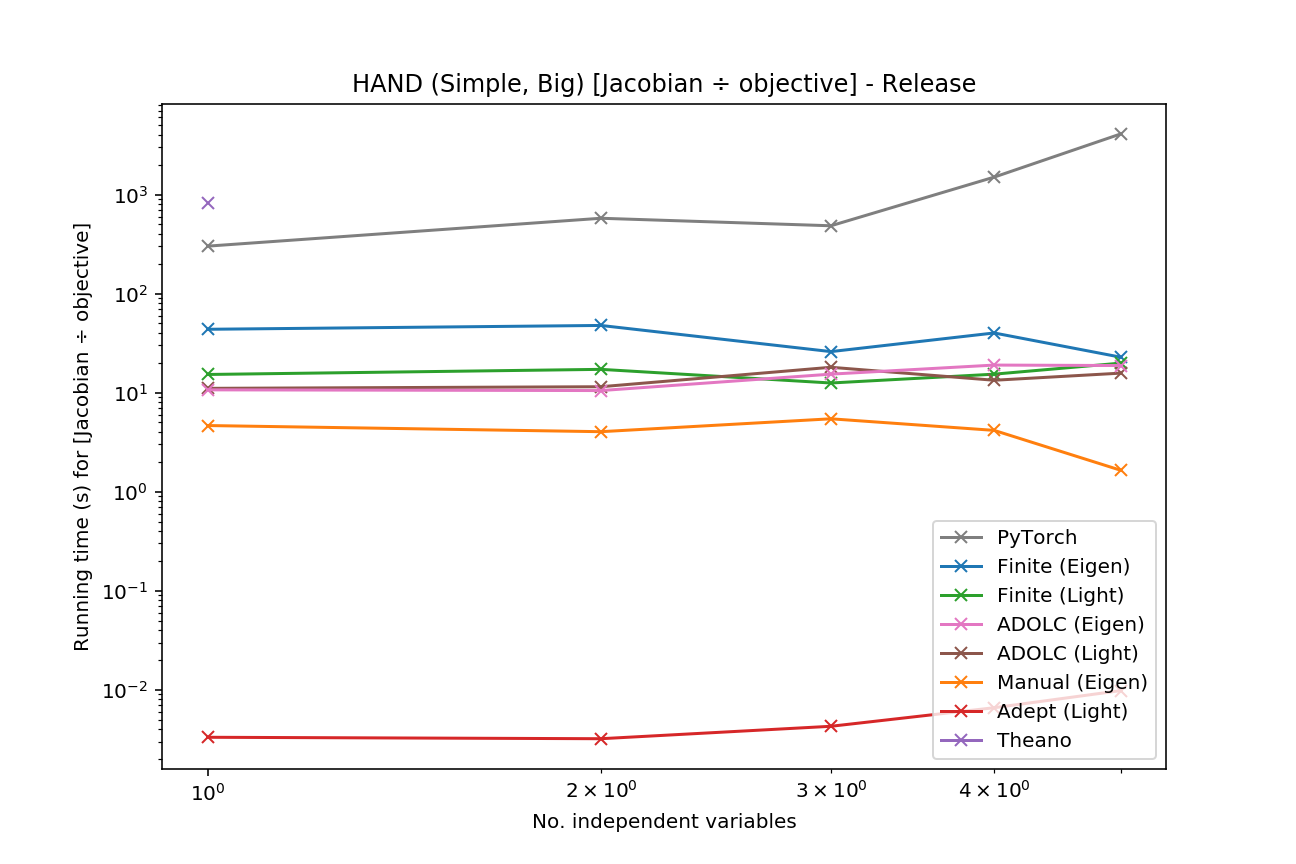 HAND (Simple, Big) [Jacobian ÷ objective] - Release
Running time (s) for [Jacobian ÷ objective]
10³
10²
10¹
10⁰
10⁻¹
10⁻²
PyTorch
Finite (Eigen)
Finite (Light)
ADOLC (Eigen)
ADOLC (Light)
Manual (Eigen)
Adept (Light)
Theano
10⁰ 2 × 10⁰ 3 × 10⁰ 4 × 10⁰
No. independent variables